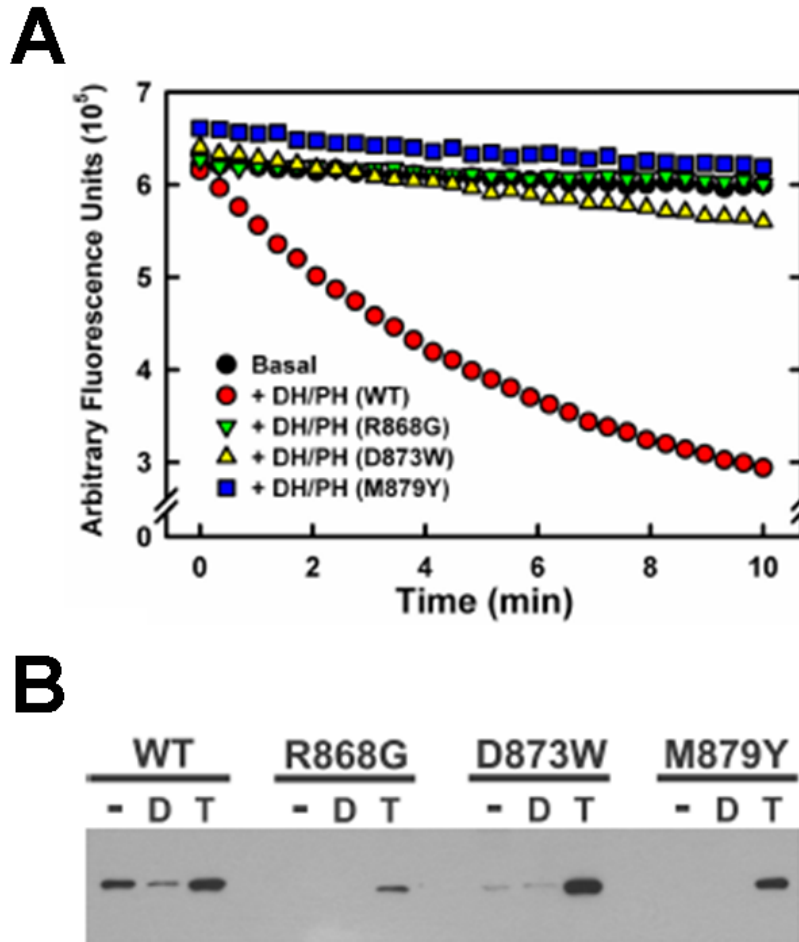 A
Arbitrary Fluorescence Units (10⁵)
7
6
5
4
3
0
Basal
+ DH/PH (WT)
+ DH/PH (R868G)
+ DH/PH (D873W)
+ DH/PH (M879Y)
0 2 4 6 8 10
Time (min)
B
WT R868G D873W M879Y
- D T - D T - D T - D T